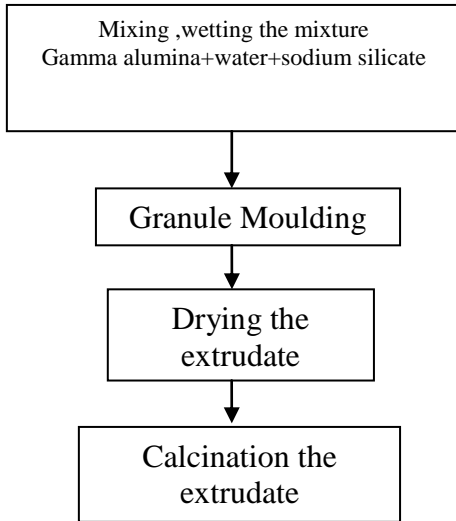 Mixing ,wetting the mixture
Gamma alumina+water+sodium silicate
Granule Moulding
Drying the
extrudate
Calcination the
extrudate